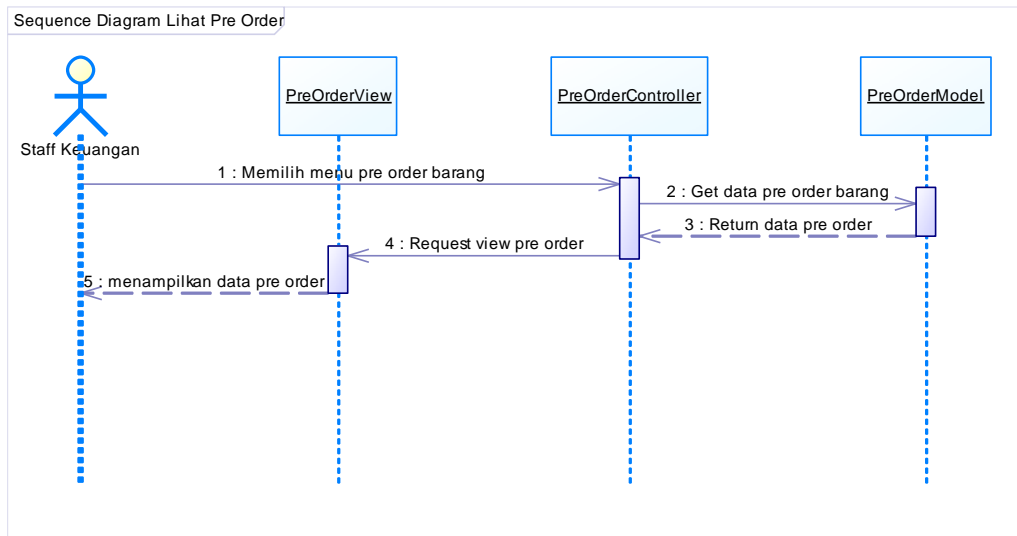 Sequence Diagram Lihat Pre Order
PreOrderView
PreOrderController
PreOrderModel
Staff Keuangan
1 : Memilih menu pre order barang
2 : Get data pre order barang
3 : Return data pre order
4 : Request view pre order
5 : menampilkan data pre order